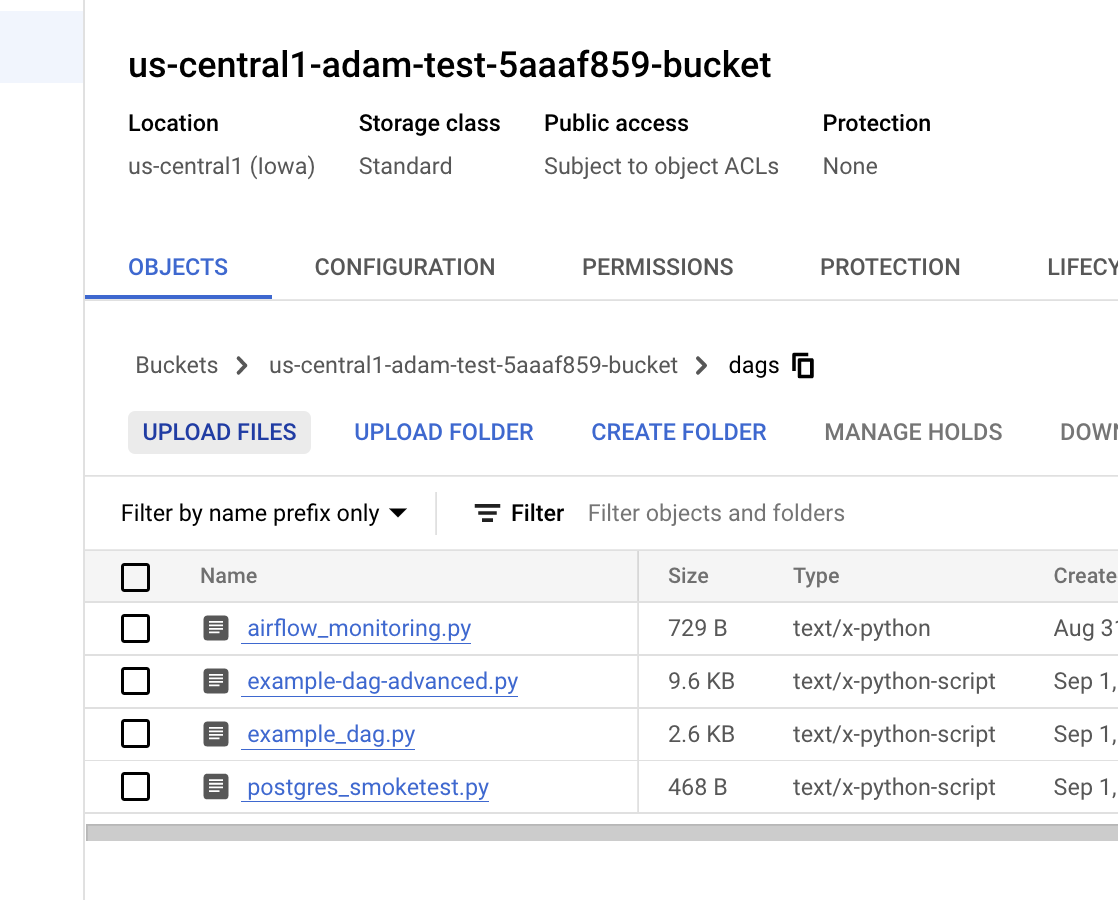 us-central1-adam-test-5aaaf859-bucket
Location Storage class Public access Protection
us-central1 (Iowa) Standard Subject to object ACLs None
OBJECTS CONFIGURATION PERMISSIONS PROTECTION LIFECY
Buckets us-central1-adam-test-5aaaf859-bucket dags
UPLOAD FILES UPLOAD FOLDER CREATE FOLDER MANAGE HOLDS DOWN
Filter by name prefix only Filter Filter objects and folders
Name Size Type Create
airflow_monitoring.py 729 B text/x-python Aug 31
example-dag-advanced.py 9.6 KB text/x-python-script Sep 1,
example_dag.py 2.6 KB text/x-python-script Sep 1,
postgres_smoketest.py 468 B text/x-python-script Sep 1,